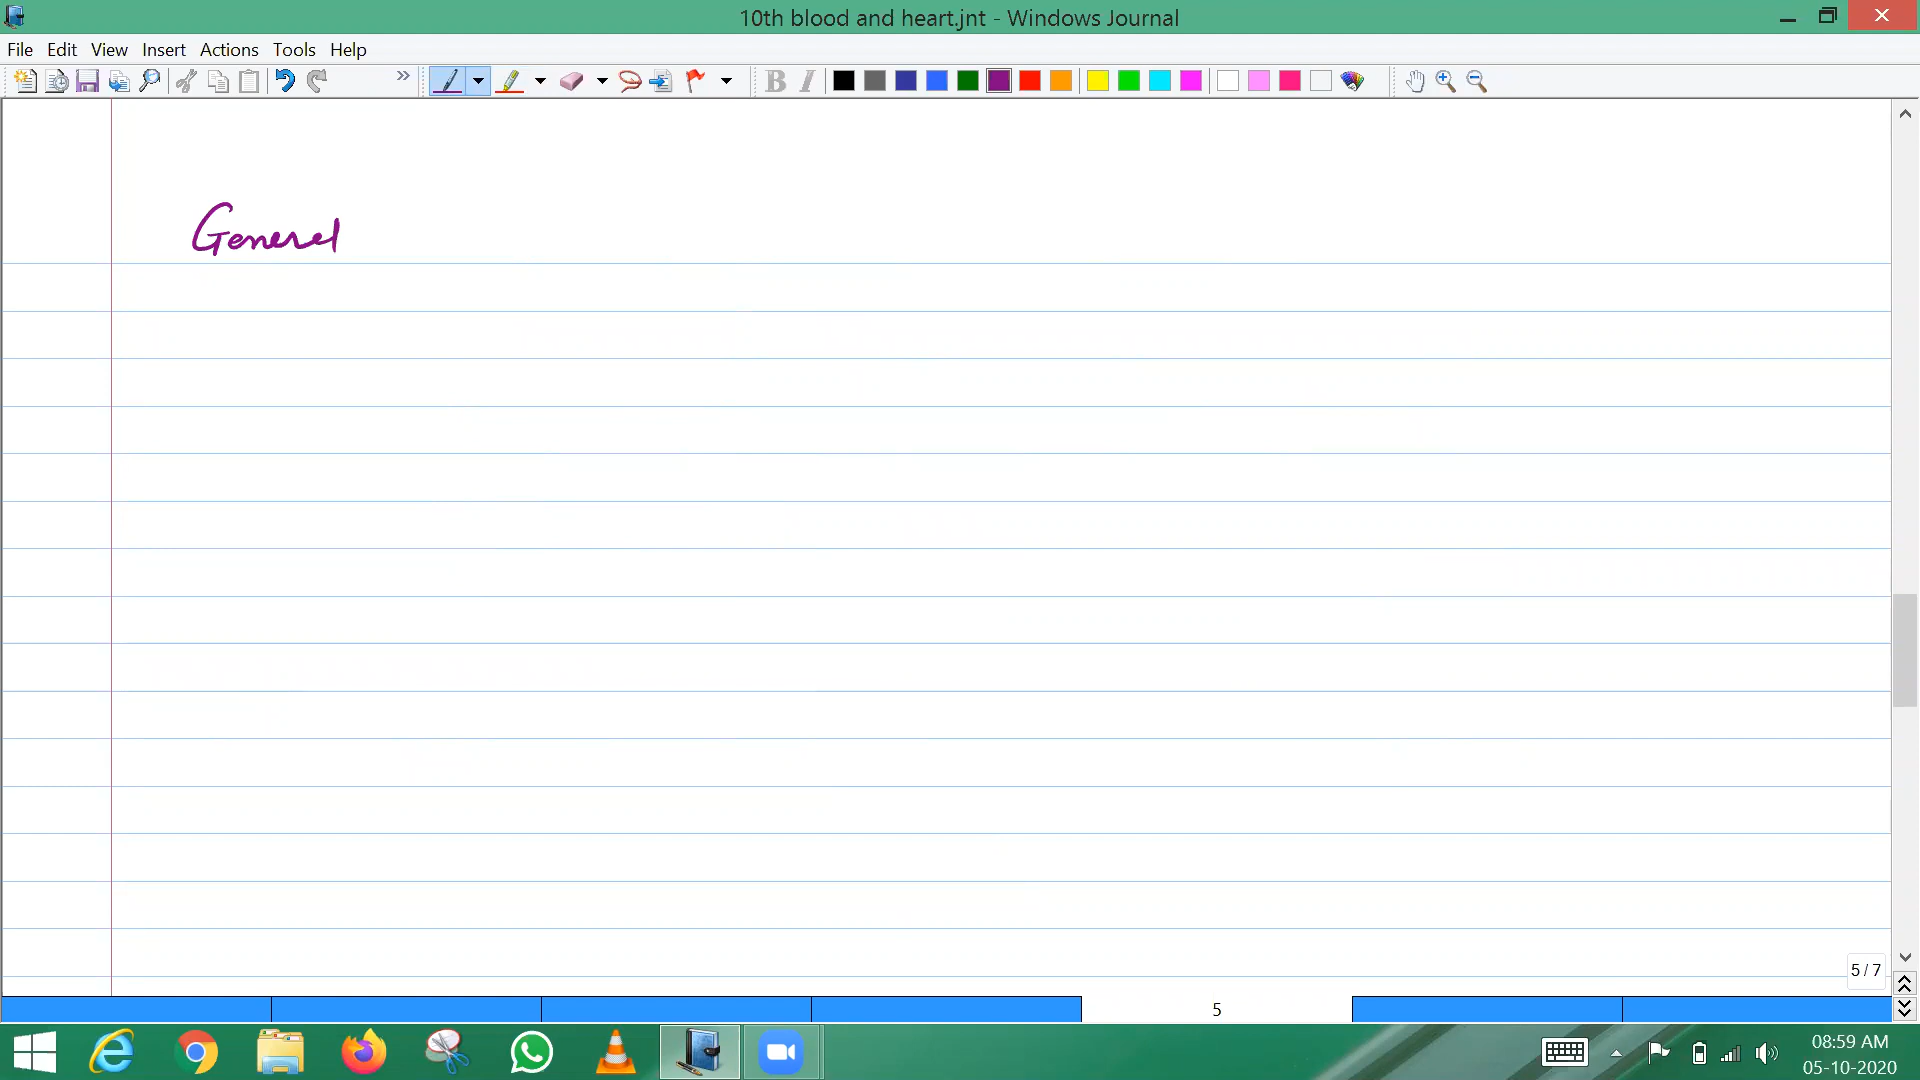 10th blood and heart.jnt - Windows Journal
File Edit View Insert Actions Tools Help
B I
General
5 / 7
5
08:59 AM
05-10-2020